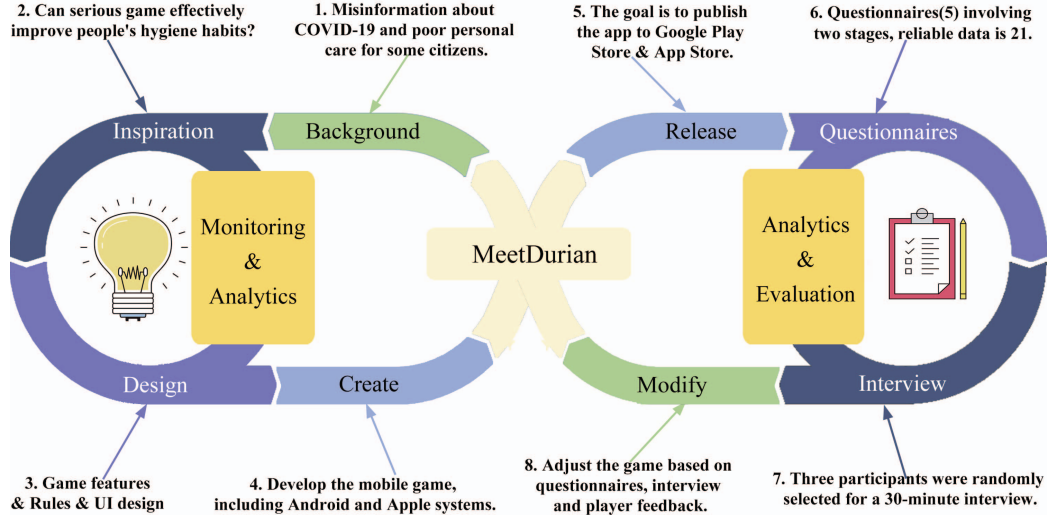 2. Can serious game effectively
improve people's hygiene habits?
1. Misinformation about
COVID-19 and poor personal
care for some citizens.
5. The goal is to publish
the app to Google Play
Store & App Store.
6. Questionnaires(5) involving
two stages, reliable data is 21.
Inspiration
Background
Release
Questionnaires
Monitoring
&
Analytics
MeetDurian
Analytics
&
Evaluation
Design
Create
Modify
Interview
3. Game features
& Rules & UI design
4. Develop the mobile game,
including Android and Apple systems.
8. Adjust the game based on
questionnaires, interview
and player feedback.
7. Three participants were randomly
selected for a 30-minute interview.